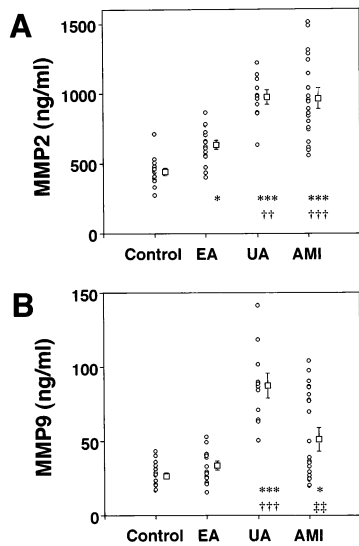 A
MMP2 (ng/ml)
1500
1000
500
0
* *** ***
†† †††
Control EA UA AMI
B
MMP9 (ng/ml)
150
100
50
0
*** *
††† ‡‡
Control EA UA AMI